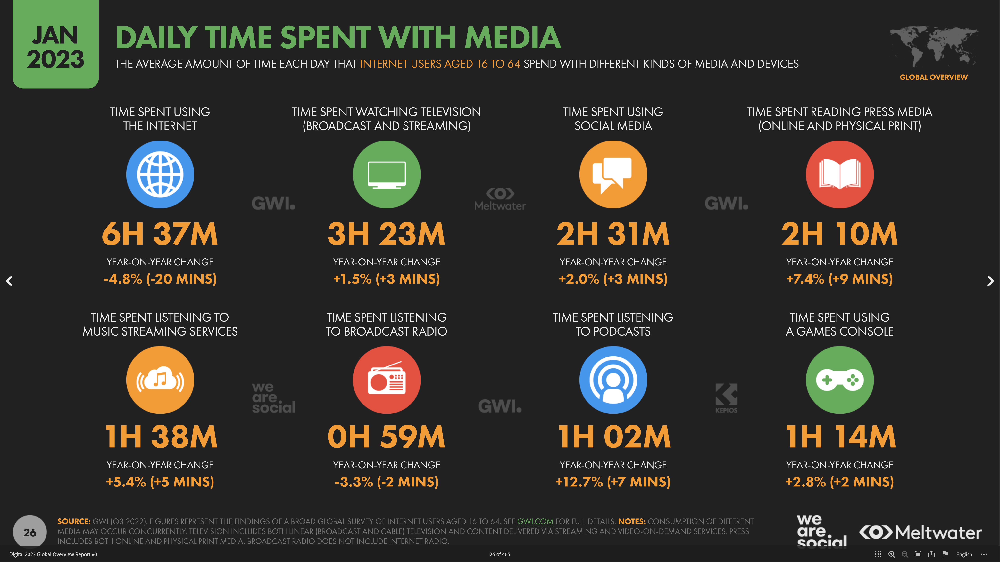 JAN
2023
DAILY TIME SPENT WITH MEDIA
THE AVERAGE AMOUNT OF TIME EACH DAY THAT INTERNET USERS AGED 16 TO 64 SPEND WITH DIFFERENT KINDS OF MEDIA AND DEVICES
GLOBAL OVERVIEW
TIME SPENT USING
THE INTERNET
6H 37M
YEAR-ON-YEAR CHANGE
-4.8% (-20 MINS)
GWI.
TIME SPENT WATCHING TELEVISION
(BROADCAST AND STREAMING)
3H 23M
YEAR-ON-YEAR CHANGE
+1.5% (+3 MINS)
Meltwater
TIME SPENT USING
SOCIAL MEDIA
2H 31M
YEAR-ON-YEAR CHANGE
+2.0% (+3 MINS)
GWI.
TIME SPENT READING PRESS MEDIA
(ONLINE AND PHYSICAL PRINT)
2H 10M
YEAR-ON-YEAR CHANGE
+7.4% (+9 MINS)
TIME SPENT LISTENING TO
MUSIC STREAMING SERVICES
1H 38M
YEAR-ON-YEAR CHANGE
+5.4% (+5 MINS)
we
are.
social
TIME SPENT LISTENING
TO BROADCAST RADIO
0H 59M
YEAR-ON-YEAR CHANGE
-3.3% (-2 MINS)
GWI.
TIME SPENT LISTENING
TO PODCASTS
1H 02M
YEAR-ON-YEAR CHANGE
+12.7% (+7 MINS)
KEPIOS
TIME SPENT USING
A GAMES CONSOLE
1H 14M
YEAR-ON-YEAR CHANGE
+2.8% (+2 MINS)
26
SOURCE: GWI (Q3 2022). FIGURES REPRESENT THE FINDINGS OF A BROAD GLOBAL SURVEY OF INTERNET USERS AGED 16 TO 64. SEE GWI.COM FOR FULL DETAILS. NOTES: CONSUMPTION OF DIFFERENT
MEDIA MAY OCCUR CONCURRENTLY. TELEVISION INCLUDES BOTH LINEAR (BROADCAST AND CABLE) TELEVISION AND CONTENT DELIVERED VIA STREAMING AND VIDEO-ON-DEMAND SERVICES. PRESS
INCLUDES BOTH ONLINE AND PHYSICAL PRINT MEDIA. BROADCAST RADIO DOES NOT INCLUDE INTERNET RADIO.
we
are.
social
Meltwater
Digital 2023 Global Overview Report v01
26 of 465
English